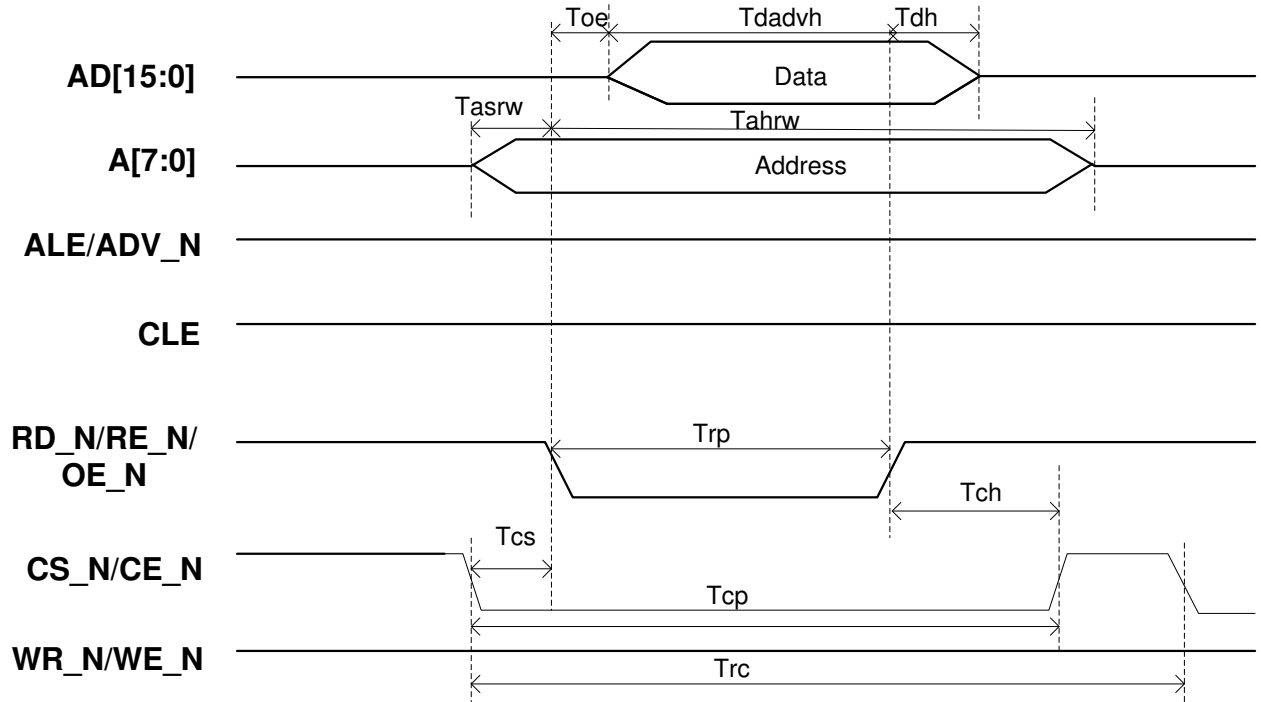 Toe Tdadvh Tdh
AD[15:0]
Data
Tasrw
Tahrw
A[7:0]
Address
ALE/ADV_N
CLE
RD_N/RE_N/
OE_N
Trp
Tch
Tcs
CS_N/CE_N
Tcp
WR_N/WE_N
Trc